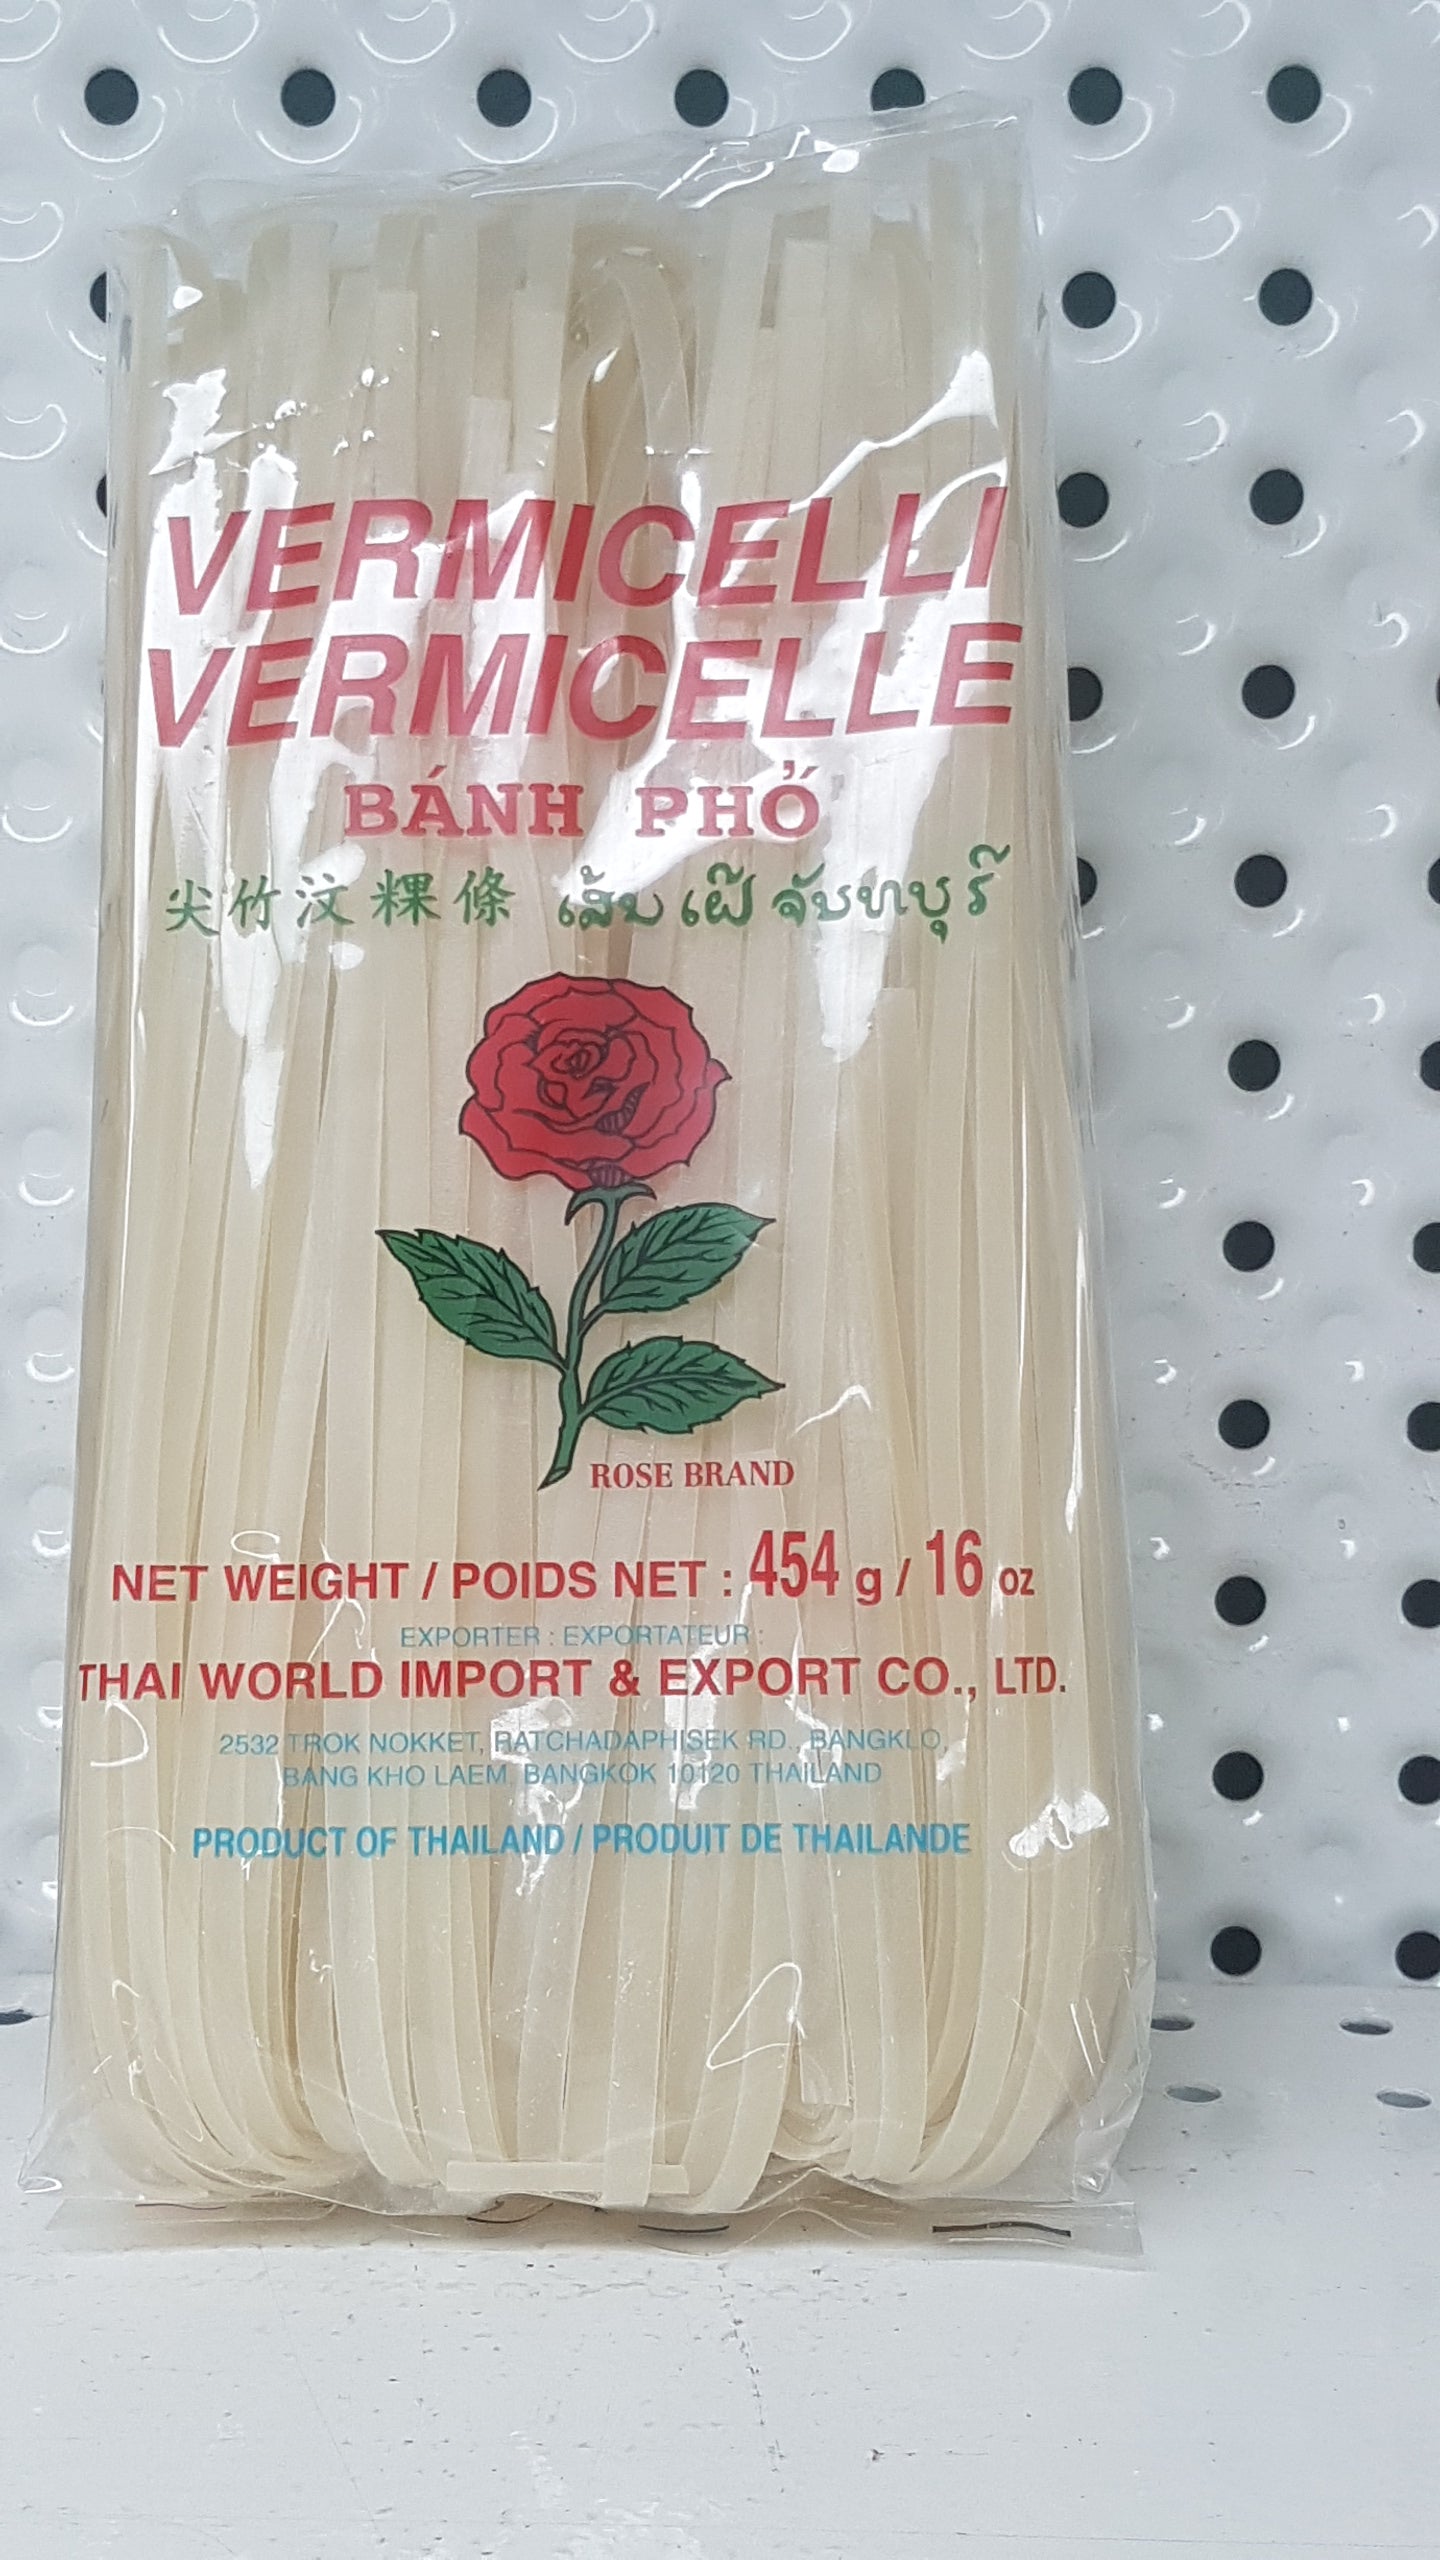 VERMICELLI
VERMICELLE
BÁNH PHỞ
尖竹汶粿條 เส้นเฝ๊อจันทบุรี
ROSE BRAND
NET WEIGHT / POIDS NET : 454 g / 16 oz
EXPORTER : EXPORTATEUR :
THAI WORLD IMPORT & EXPORT CO., LTD.
2532 TROK NOKKET, RATCHADAPHISEK RD., BANGKLO,
BANG KHO LAEM, BANGKOK 10120 THAILAND
PRODUCT OF THAILAND / PRODUIT DE THAILANDE